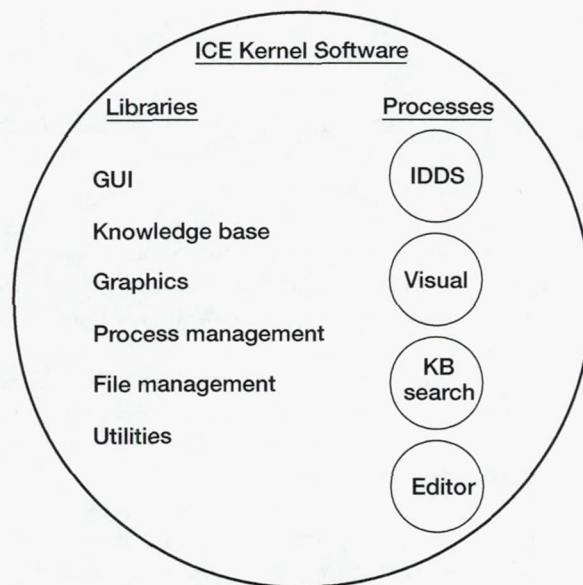 ICE Kernel Software
Libraries
GUI
Knowledge base
Graphics
Process management
File management
Utilities
Processes
IDDS
Visual
KB
search
Editor